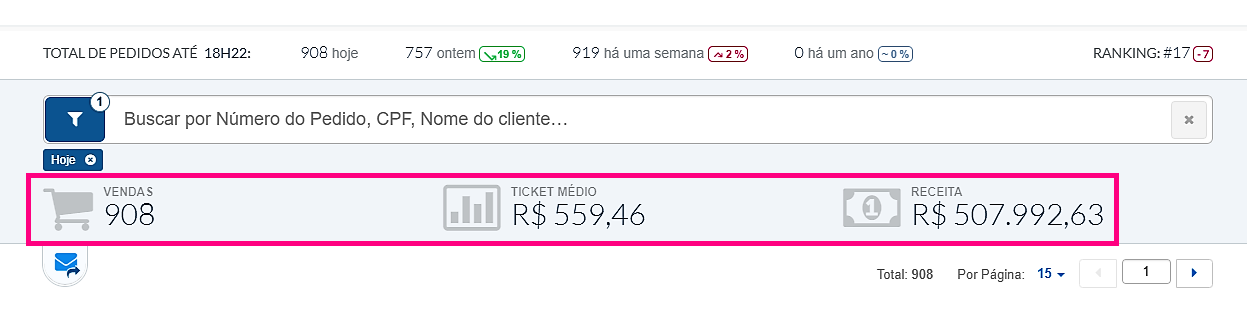 TOTAL DE PEDIDOS ATÉ 18H22: 908 hoje 757 ontem 19 % 919 há uma semana 2 % 0 há um ano ~ 0 % RANKING: #17 -7
1
Buscar por Número do Pedido, CPF, Nome do cliente…
Hoje
VENDAS TICKET MÉDIO RECEITA
908 R$ 559,46 R$ 507.992,63
Total: 908 Por Página: 15 1